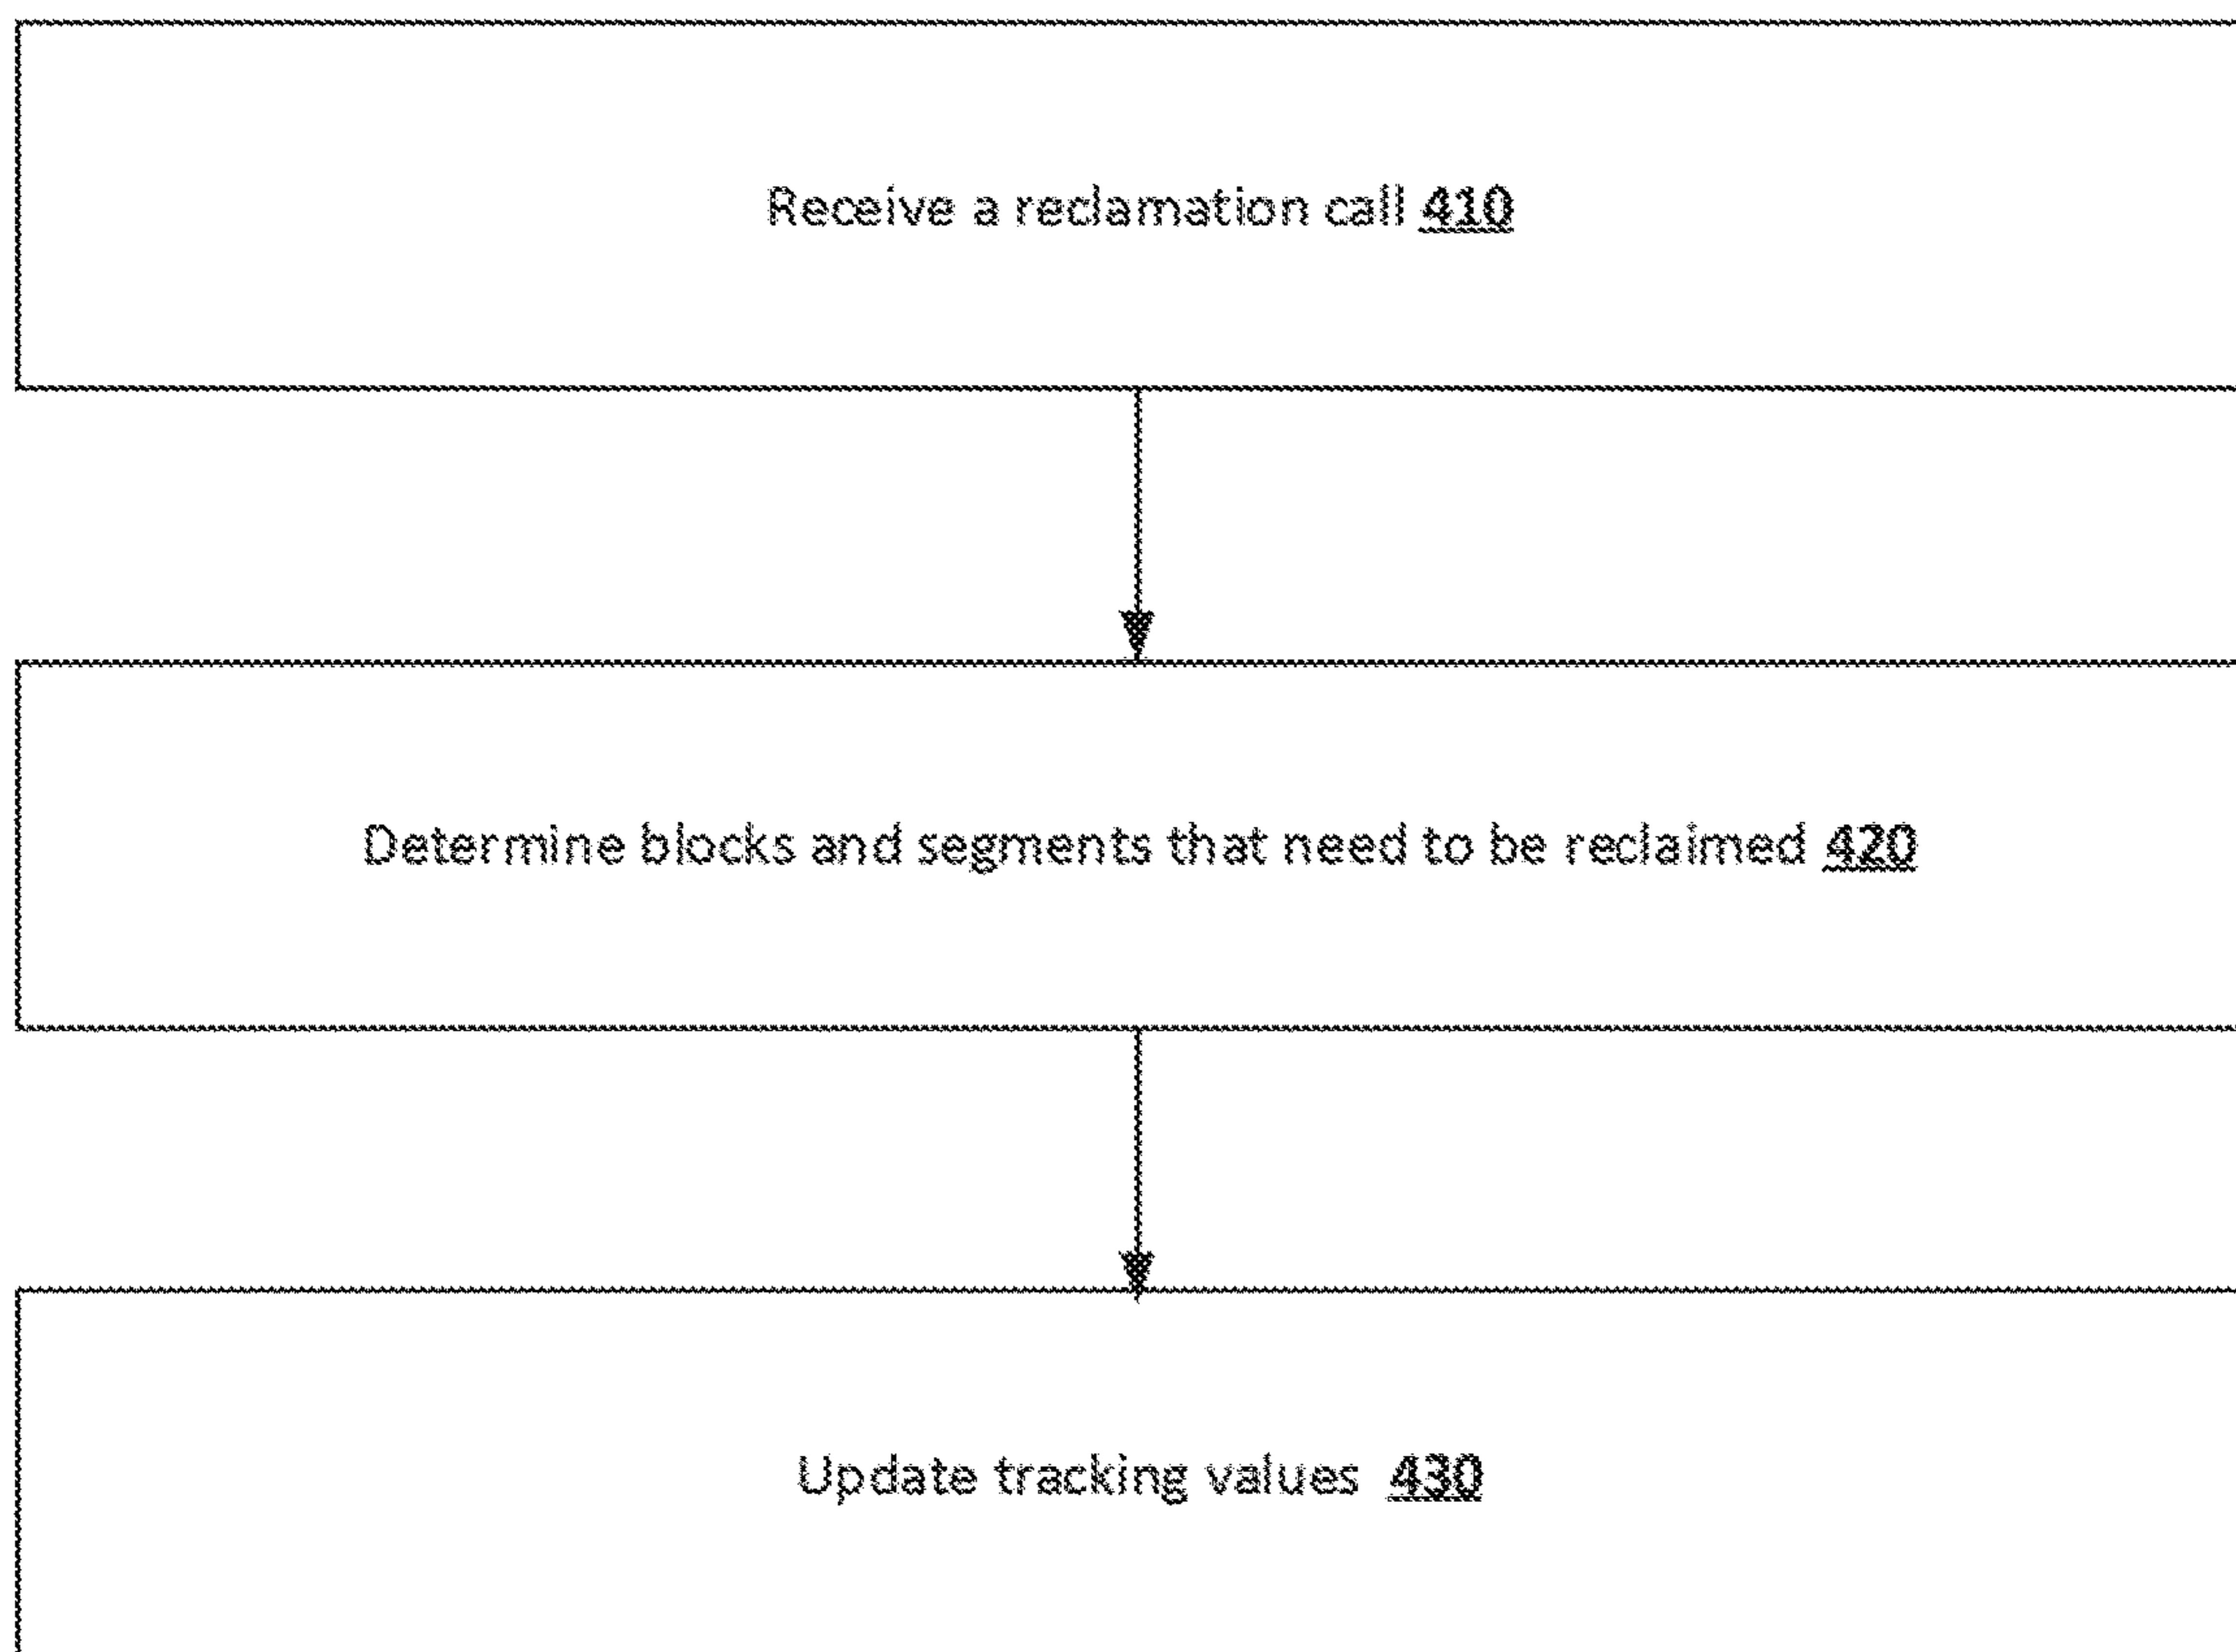 Receive a reclamation call 410
Determine blocks and segments that need to be reclaimed 420
Update tracking values 430